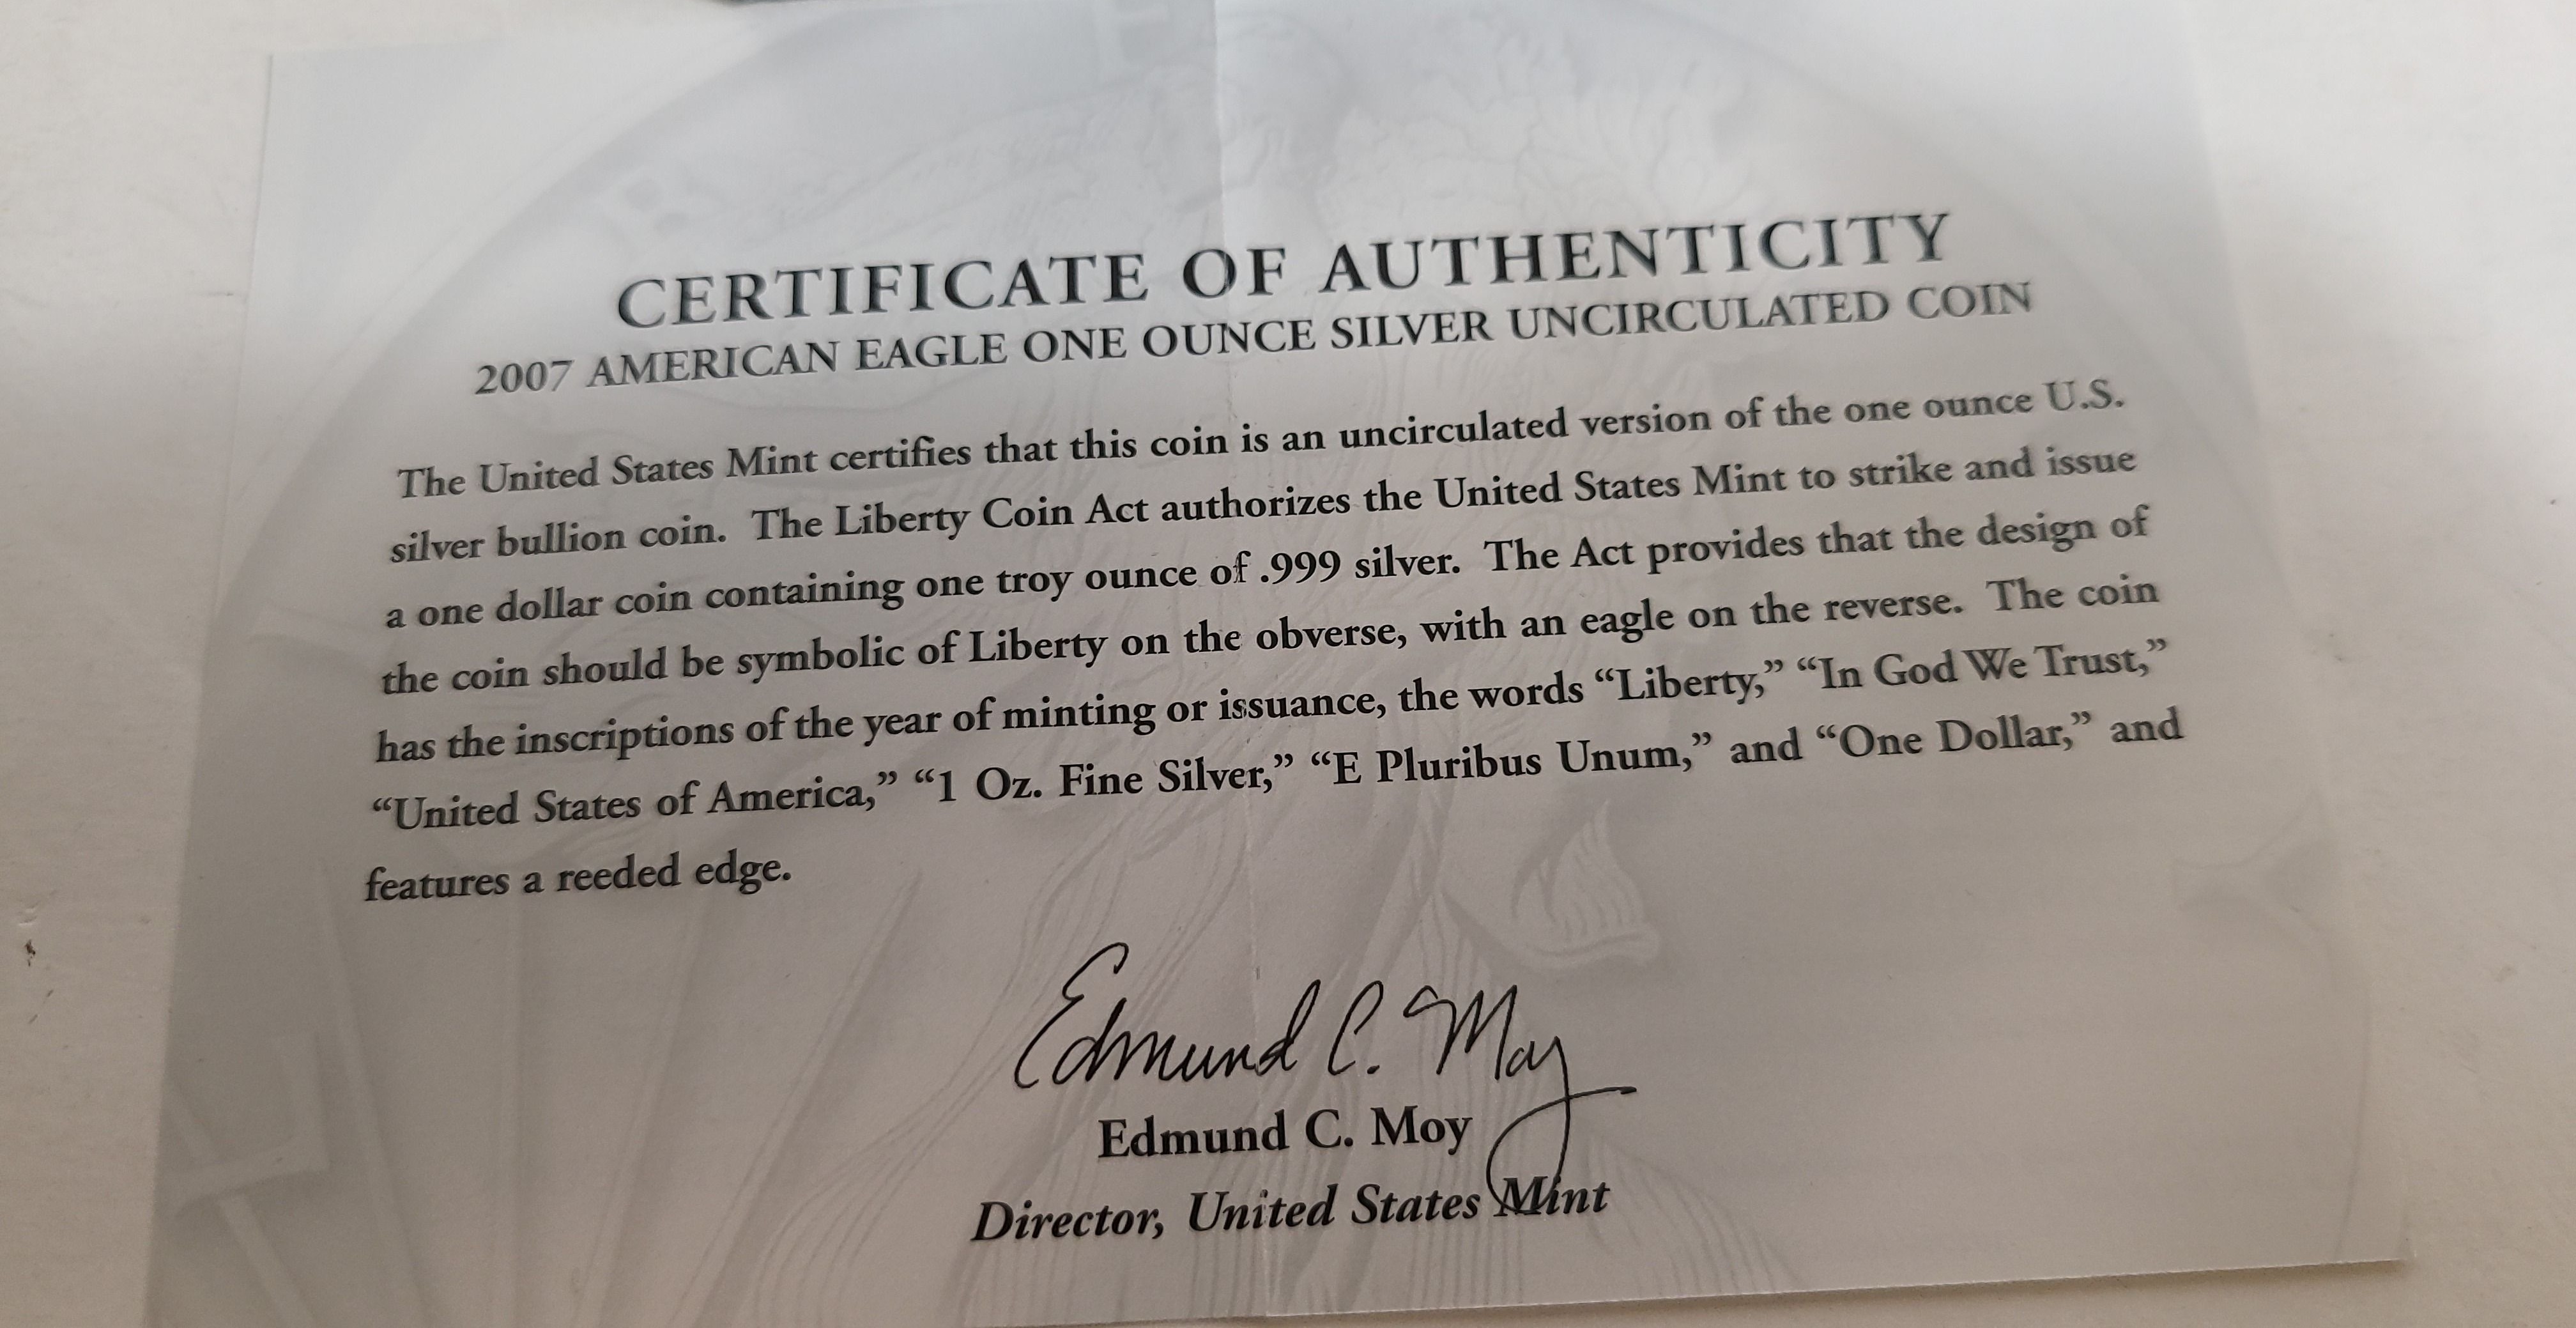 CERTIFICATE OF AUTHENTICITY
2007 AMERICAN EAGLE ONE OUNCE SILVER UNCIRCULATED COIN
The United States Mint certifies that this coin is an uncirculated version of the one ounce U.S.
silver bullion coin. The Liberty Coin Act authorizes the United States Mint to strike and issue
a one dollar coin containing one troy ounce of .999 silver. The Act provides that the design of
the coin should be symbolic of Liberty on the obverse, with an eagle on the reverse. The coin
has the inscriptions of the year of minting or issuance, the words “Liberty,” “In God We Trust,”
“United States of America,” “1 Oz. Fine Silver,” “E Pluribus Unum,” and “One Dollar,” and
features a reeded edge.
Edmund C. Moy
Edmund C. Moy
Director, United States Mint